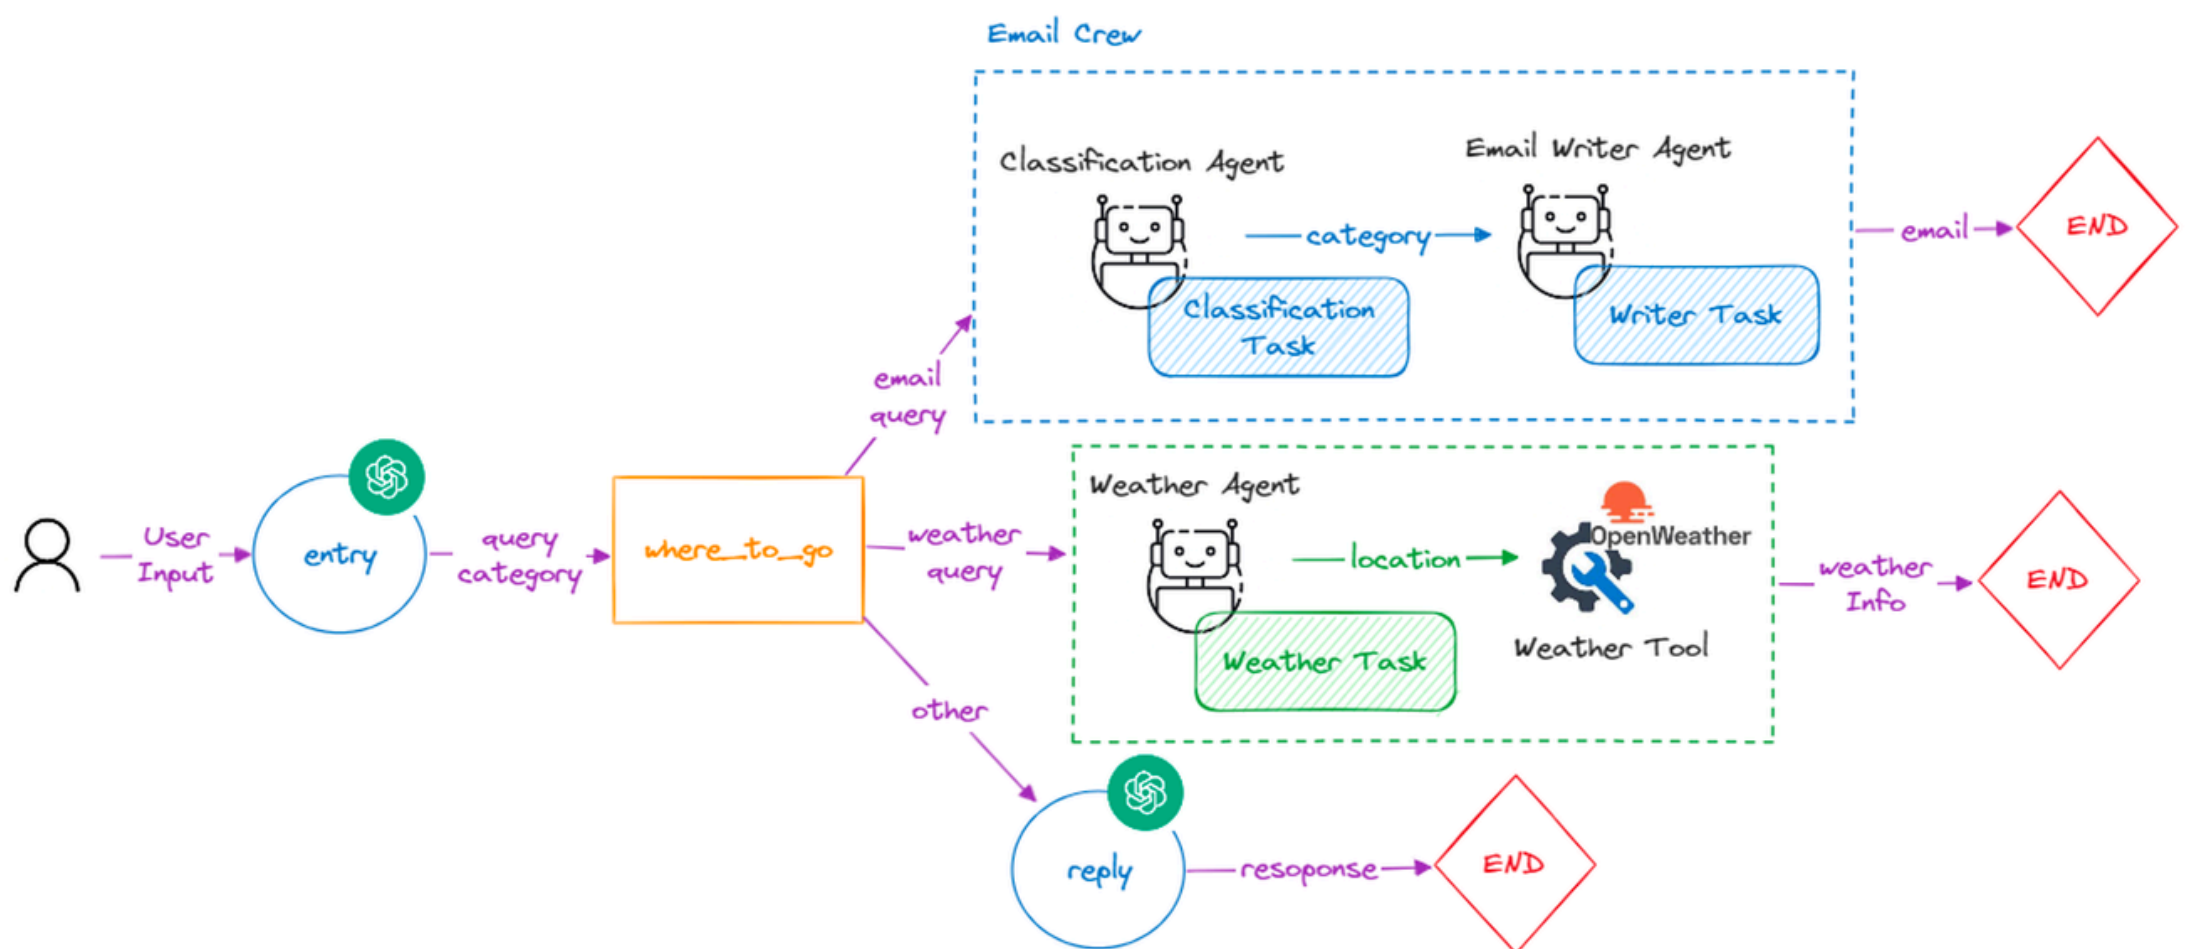 Email Crew
Classification Agent
Email Writer Agent
category
Classification
Task
Writer Task
email
END
email
query
User
Input
entry
query
category
where_to_go
weather
query
Weather Agent
location
OpenWeather
Weather Tool
Weather Task
weather
Info
END
other
reply
resoponse
END